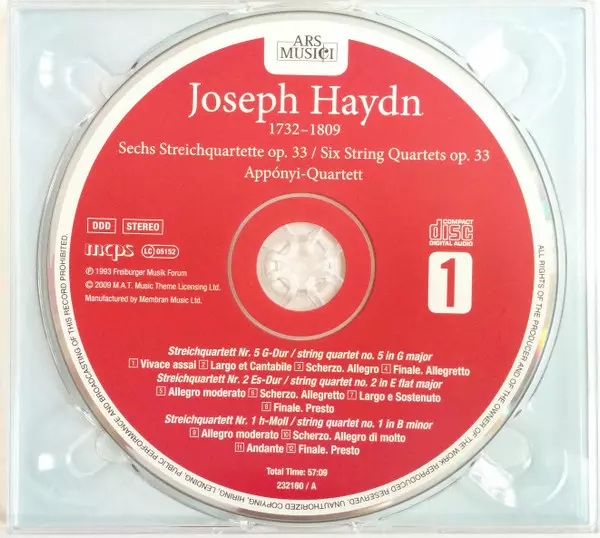 ARS
MUSICI
Joseph Haydn
1732–1809
Sechs Streichquartette op. 33 / Six String Quartets op. 33
Appónyi-Quartett
DDD STEREO
mcps LC 05152
℗ 1993 Freiburger Musik Forum
© 2009 M.A.T. Music Theme Licensing Ltd.
Manufactured by Membran Music Ltd.
COMPACT
disc
DIGITAL AUDIO
1
Streichquartett Nr. 5 G-Dur / string quartet no. 5 in G major
1 Vivace assai 2 Largo et Cantabile 3 Scherzo. Allegro 4 Finale. Allegretto
Streichquartett Nr. 2 Es-Dur / string quartet no. 2 in E flat major
5 Allegro moderato 6 Scherzo. Allegretto 7 Largo e Sostenuto
8 Finale. Presto
Streichquartett Nr. 1 h-Moll / string quartet no. 1 in B minor
9 Allegro moderato 10 Scherzo. Allegro di molto
11 Andante 12 Finale. Presto
Total Time: 57:09
232160 / A
ALL RIGHTS OF THE PRODUCER AND OF THE OWNER OF THE WORK REPRODUCED RESERVED. UNAUTHORIZED COPYING, HIRING, LENDING, PUBLIC PERFORMANCE AND BROADCASTING OF THIS RECORD PROHIBITED.